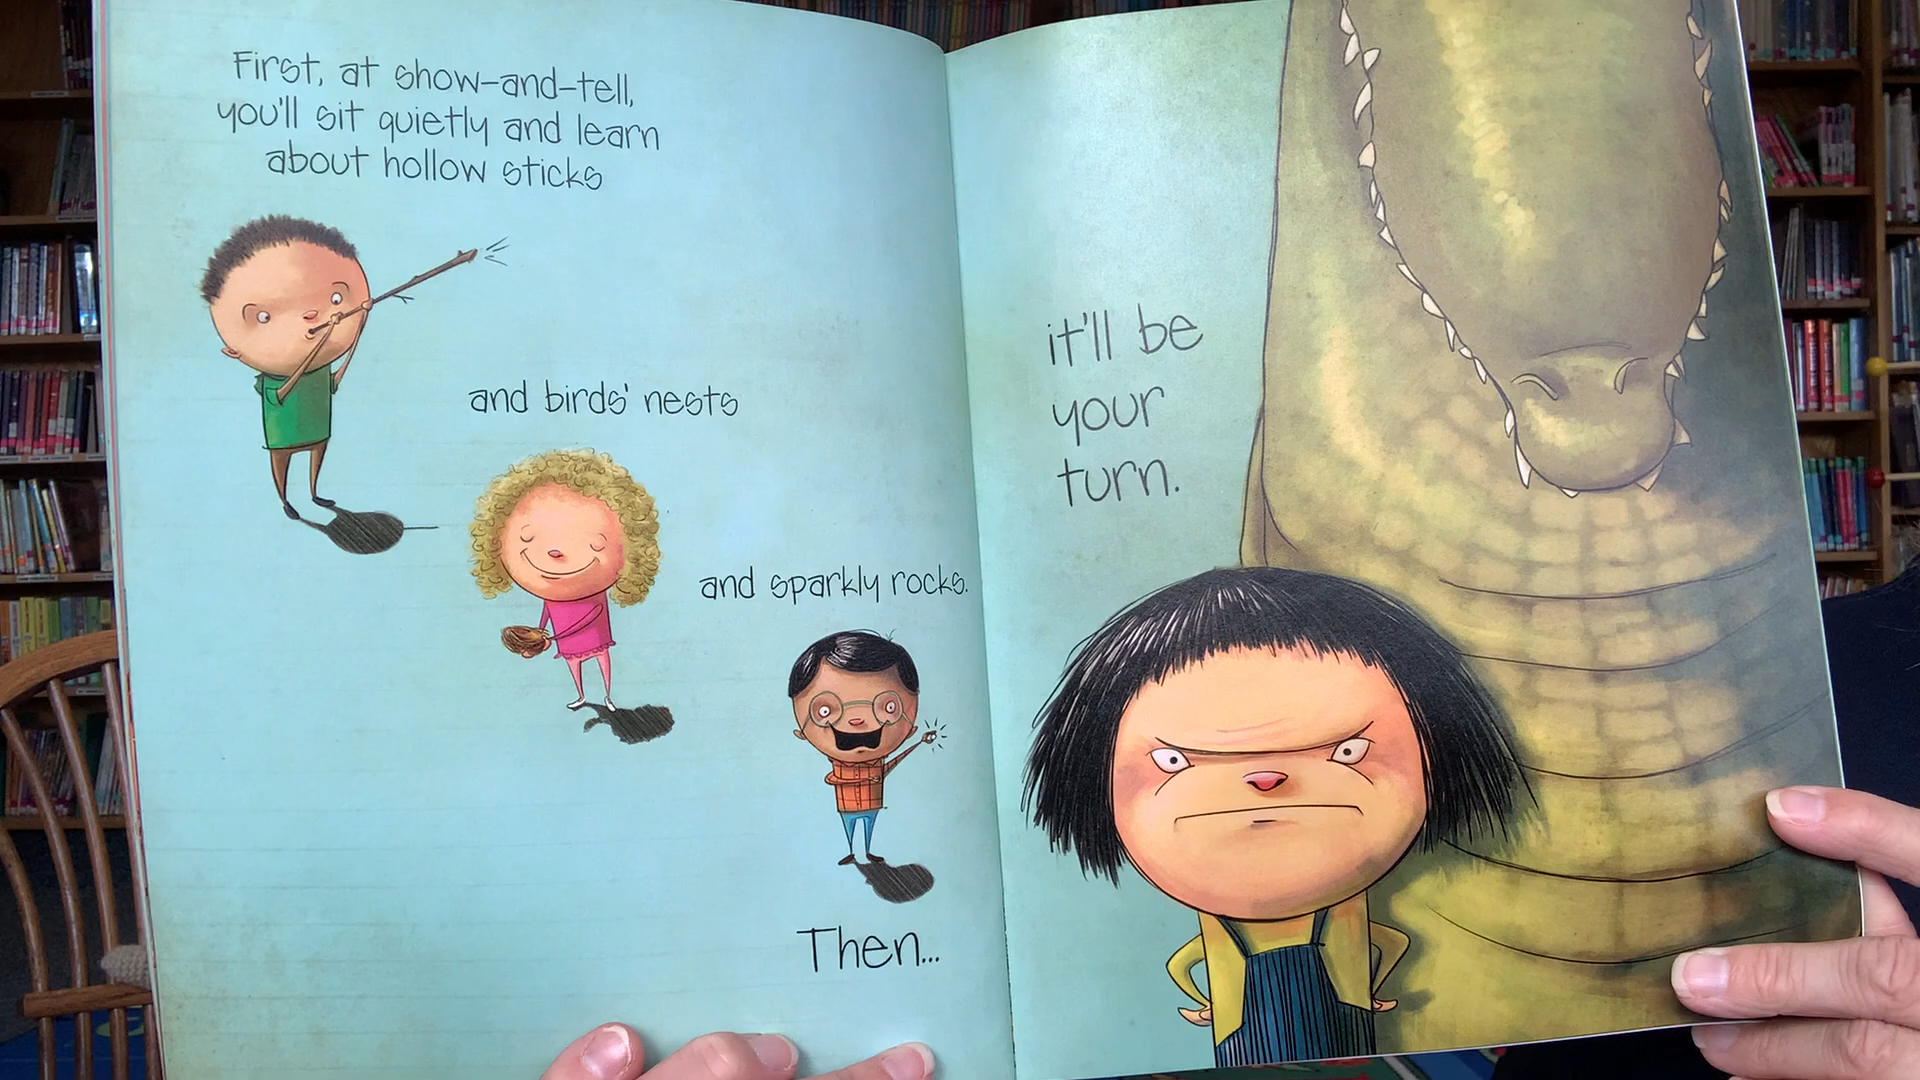 First, at show-and-tell,
you'll sit quietly and learn
about hollow sticks
and birds' nests
and sparkly rocks.
Then...
it'll be
your
turn.